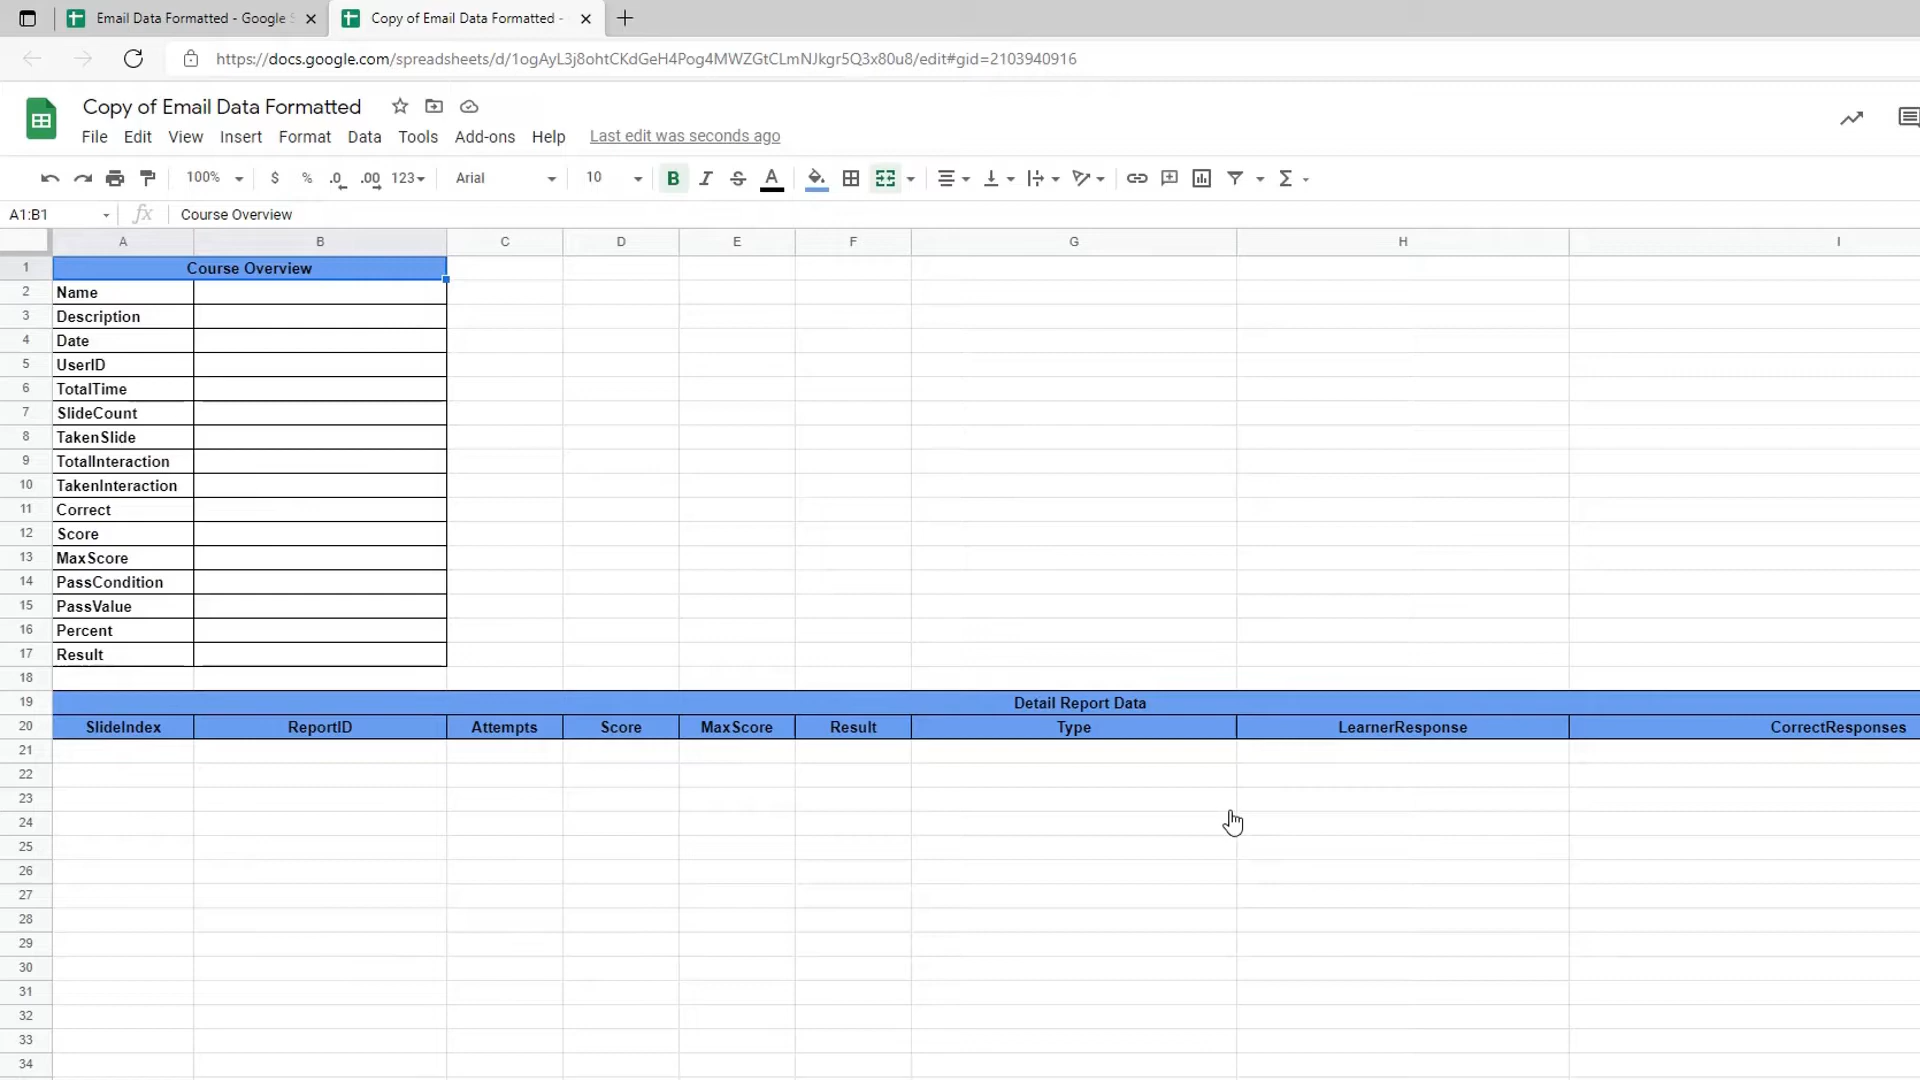 Email Data Formatted - Google S
Copy of Email Data Formatted -
https://docs.google.com/spreadsheets/d/1ogAyL3j8ohtCKdGeH4Pog4MWZGtCLmNJkgr5Q3x80u8/edit#gid=2103940916
Copy of Email Data Formatted
File Edit View Insert Format Data Tools Add-ons Help Last edit was seconds ago
100% $ % .0 .00 123 Arial 10 B I S A Σ
A1:B1 fx Course Overview
A B C D E F G H I
1 Course Overview
2 Name
3 Description
4 Date
5 UserID
6 TotalTime
7 SlideCount
8 TakenSlide
9 TotalInteraction
10 TakenInteraction
11 Correct
12 Score
13 MaxScore
14 PassCondition
15 PassValue
16 Percent
17 Result
18
19 Detail Report Data
20 SlideIndex ReportID Attempts Score MaxScore Result Type LearnerResponse CorrectResponses
21
22
23
24
25
26
27
28
29
30
31
32
33
34